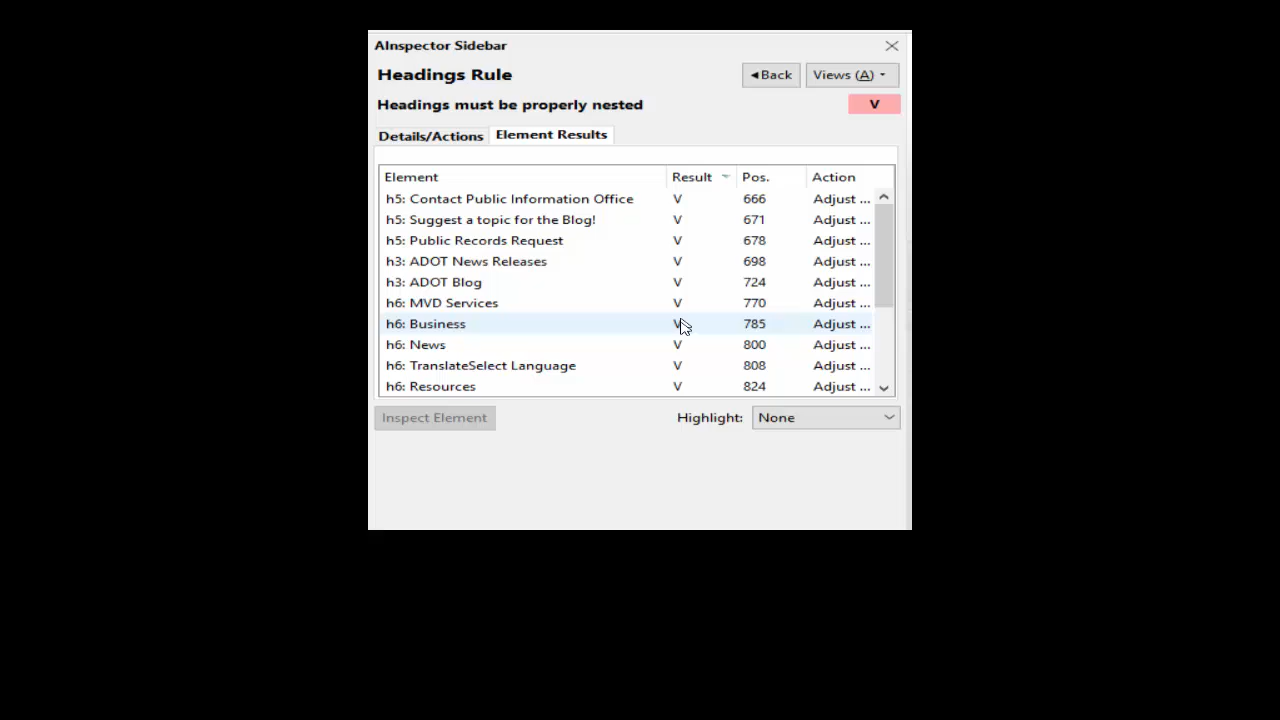 AInspector Sidebar
Headings Rule
◂Back
Views (A)
Headings must be properly nested
V
Details/Actions
Element Results
Element Result Pos. Action
h5: Contact Public Information Office V 666 Adjust ...
h5: Suggest a topic for the Blog! V 671 Adjust ...
h5: Public Records Request V 678 Adjust ...
h3: ADOT News Releases V 698 Adjust ...
h3: ADOT Blog V 724 Adjust ...
h6: MVD Services V 770 Adjust ...
h6: Business V 785 Adjust ...
h6: News V 800 Adjust ...
h6: TranslateSelect Language V 808 Adjust ...
h6: Resources V 824 Adjust ...
Inspect Element
Highlight: None